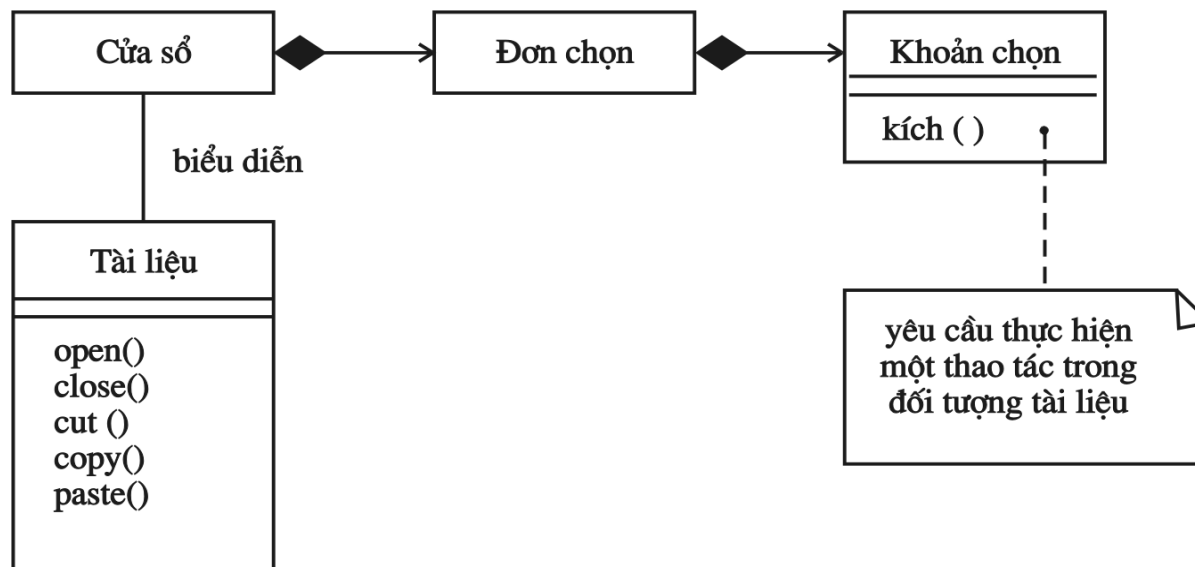 Cửa sổ
Đơn chọn
Khoản chọn
kích ( )
biểu diễn
Tài liệu
open()
close()
cut ()
copy()
paste()
yêu cầu thực hiện
một thao tác trong
đối tượng tài liệu